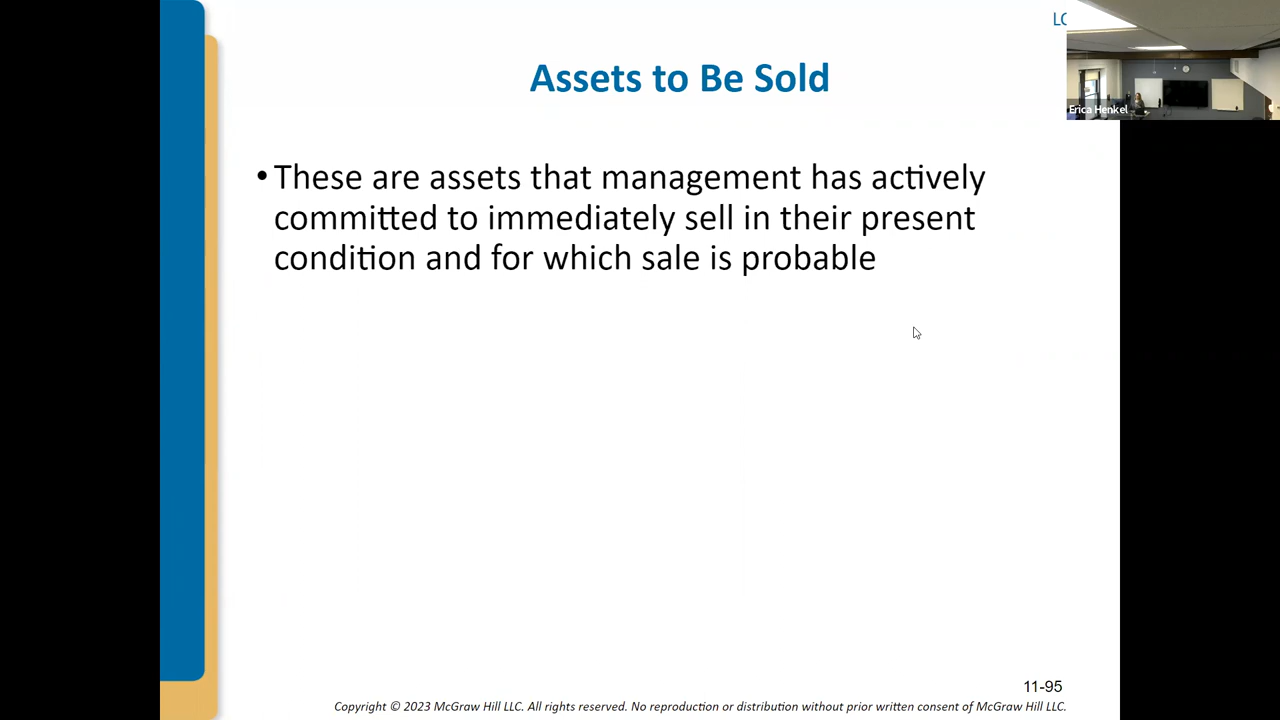 LO
Assets to Be Sold
Erica Henkel
• These are assets that management has actively
committed to immediately sell in their present
condition and for which sale is probable
11-95
Copyright © 2023 McGraw Hill LLC. All rights reserved. No reproduction or distribution without prior written consent of McGraw Hill LLC.